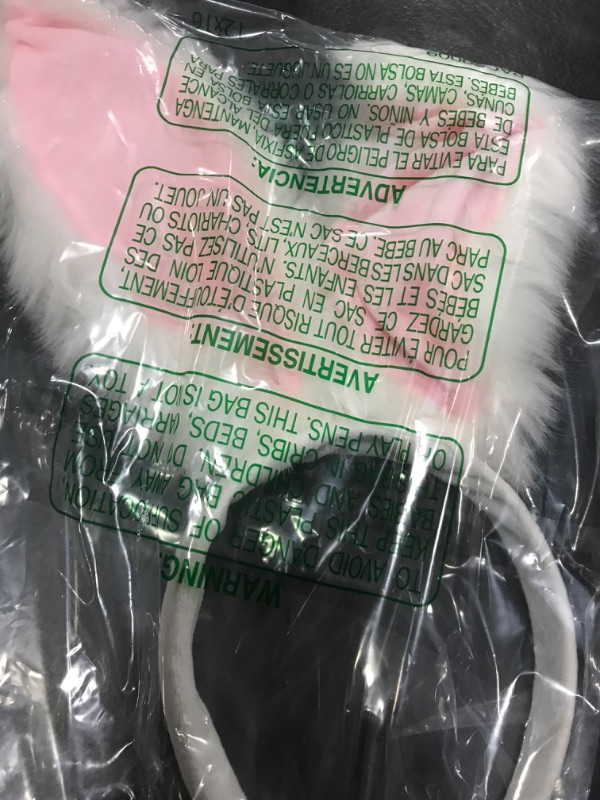 WARNING:
TO AVOID DANGER OF SUFFOCATION,
KEEP THIS PLASTIC BAG AWAY FROM
BABIES AND CHILDREN. DO NOT USE
THIS BAG IN CRIBS, BEDS, CARRIAGES
OR PLAY PENS. THIS BAG IS NOT A TOY.
AVERTISSEMENT:
POUR ÉVITER TOUT RISQUE D'ÉTOUFFEMENT,
GARDEZ CE SAC EN PLASTIQUE LOIN DES
BÉBÉS ET LES ENFANTS. N'UTILISEZ PAS CE
SAC DANS LES BERCEAUX, LITS, CHARIOTS OU
PARC AU BÉBÉ. CE SAC N'EST PAS UN JOUET.
ADVERTENCIA:
PARA EVITAR EL PELIGRO DE ASFIXIA, MANTENGA
ESTA BOLSA DE PLASTICO FUERA DEL ALCANCE
DE BEBES Y NINOS. NO USAR ESTA BOLSA EN
CUNAS, CAMAS, CARRIOLAS O CORRALES PARA
BEBES. ESTA BOLSA NO ES UN JUGUETE.
12X16